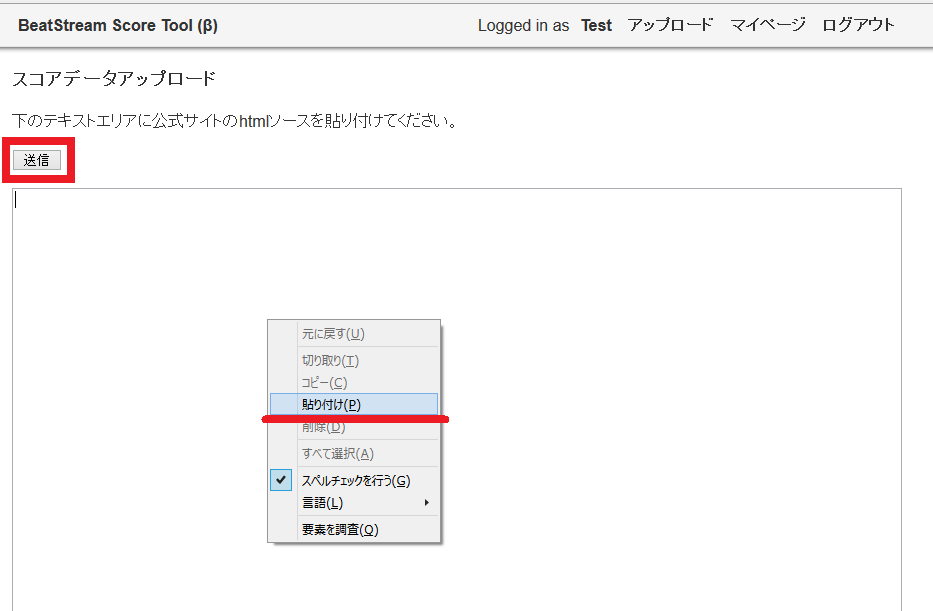 BeatStream Score Tool (β) Logged in as Test アップロード マイページ ログアウト
スコアデータアップロード
下のテキストエリアに公式サイトのhtmlソースを貼り付けてください。
送信
元に戻す(U)
切り取り(T)
コピー(C)
貼り付け(P)
削除(D)
すべて選択(A)
スペルチェックを行う(G)
言語(L)
要素を調査(Q)